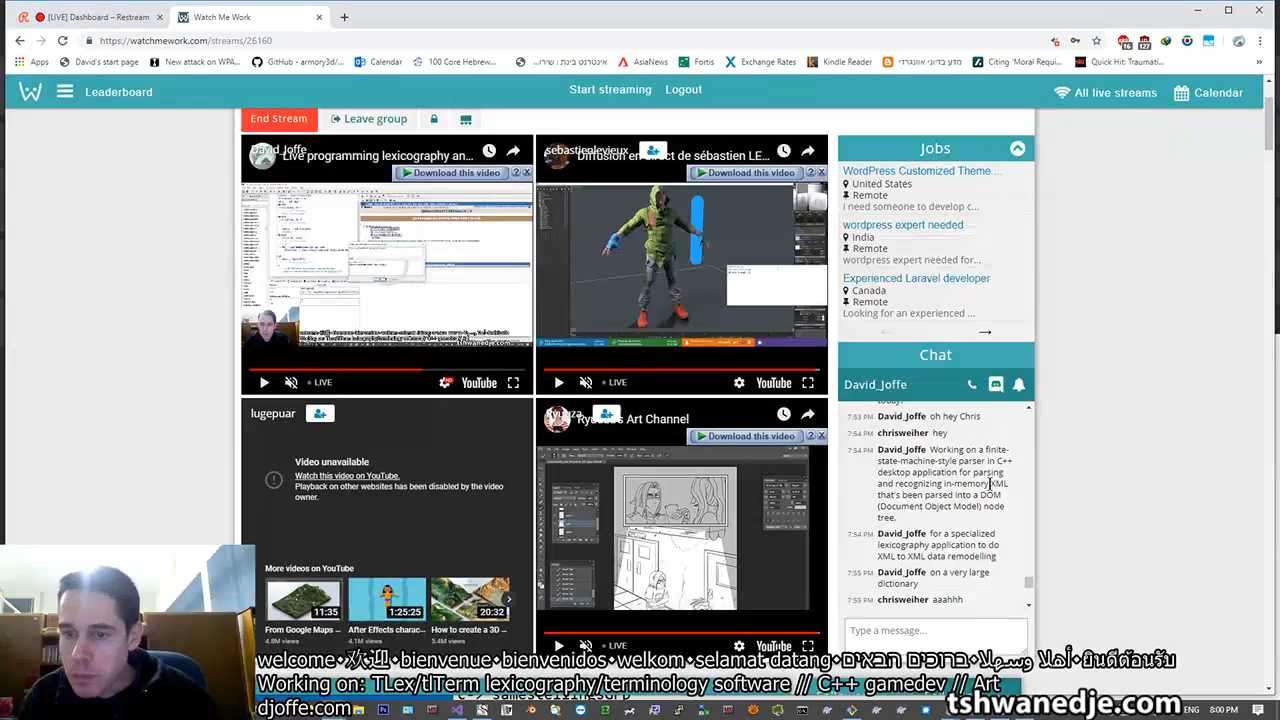 [LIVE] Dashboard – Restream
Watch Me Work
https://watchmework.com/streams/26160
Apps
David's start page
New attack on WPA...
GitHub - armory3d/...
Calendar
100 Core Hebrew...
AsiaNews
Fortis
Exchange Rates
Kindle Reader
מדע בדיוני אוונגרדי
Citing 'Moral Requi...
Quick Hit: Traumati...
Leaderboard
Start streaming
Logout
All live streams
Calendar
End Stream
Leave group
David Joffe
Live programming lexicography an...
Download this video
sebastienlevieux
Diffusion en direct de sébastien LE...
Download this video
LIVE
YouTube
LIVE
YouTube
lugepuar
Video unavailable
Watch this video on YouTube.
Playback on other websites has been disabled by the video
owner.
More videos on YouTube
11:35
1:25:25
20:32
From Google Maps ...
After Effects charac...
How to create a 3D ...
4.8M views
4.1M views
Art Channel
Download this video
LIVE
YouTube
Jobs
WordPress Customized Theme ...
United States
Remote
I need someone to develop c...
wordpress expert needed
India
Remote
wordpress expert needed for...
Experienced Laravel developer
Canada
Remote
Looking for an experienced ...
Chat
David_Joffe
today.
7:53 PM David_Joffe oh hey Chris
7:54 PM chrisweiher hey
7:54 PM David_Joffe Working on a finite-
state-machine-style parser in C++
desktop application for parsing
and recognizing in-memory XML
that's been parsed into a DOM
(Document Object Model) node
tree,
7:54 PM David_Joffe for a specialized
lexicography application to do
XML to XML data remodelling
7:55 PM David_Joffe on a very large
dictionary
7:55 PM chrisweiher aaahhh
Type a message...
welcome•欢迎•bienvenue•bienvenidos•welkom•selamat datang•ברוכים הבאים•أهلا وسهلا•ยินดีต้อนรับ
Working on: TLex/tlTerm lexicography/terminology software // C++ gamedev // Art
djoffe.com
tshwanedje.com
ENG
8:00 PM